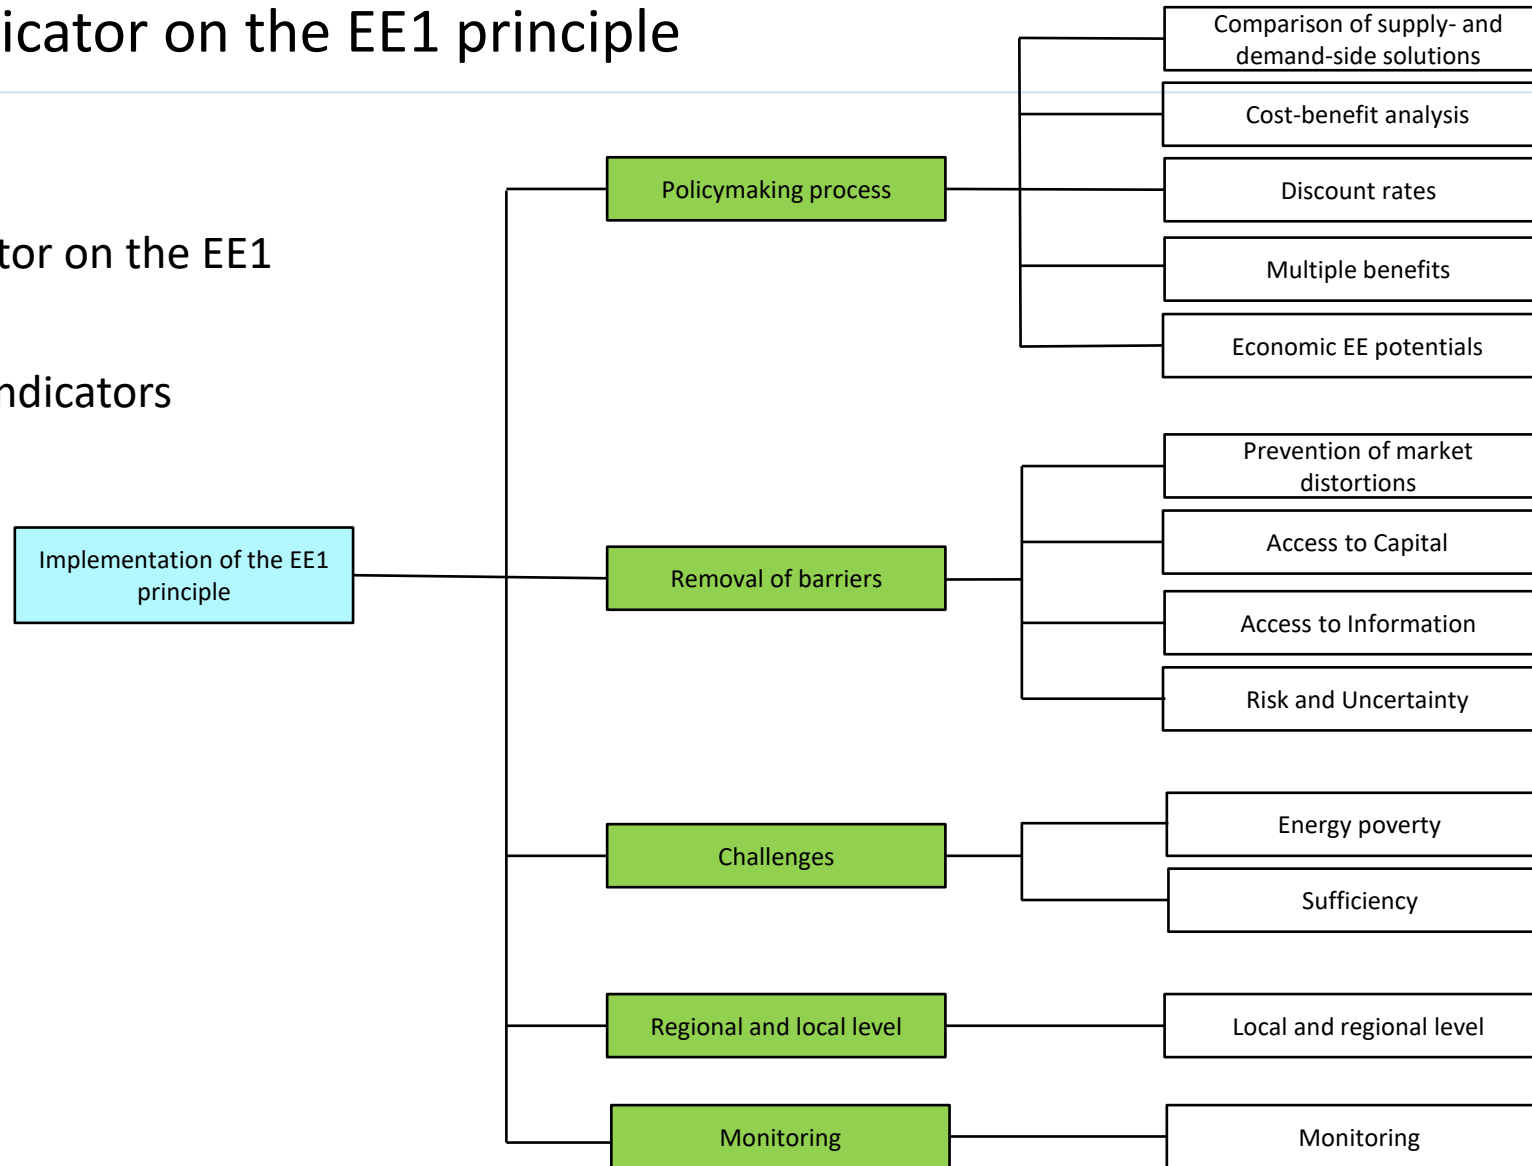 icator on the EE1 principle
tor on the EE1
ndicators
Implementation of the EE1
principle
Policymaking process
Removal of barriers
Challenges
Regional and local level
Monitoring
Comparison of supply- and
demand-side solutions
Cost-benefit analysis
Discount rates
Multiple benefits
Economic EE potentials
Prevention of market
distortions
Access to Capital
Access to Information
Risk and Uncertainty
Energy poverty
Sufficiency
Local and regional level
Monitoring